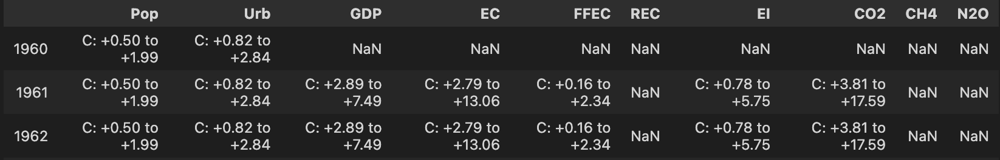 Pop Urb GDP EC FFEC REC EI CO2 CH4 N2O
1960 C: +0.50 to +1.99 C: +0.82 to +2.84 NaN NaN NaN NaN NaN NaN NaN NaN
1961 C: +0.50 to +1.99 C: +0.82 to +2.84 C: +2.89 to +7.49 C: +2.79 to +13.06 C: +0.16 to +2.34 NaN C: +0.78 to +5.75 C: +3.81 to +17.59 NaN NaN
1962 C: +0.50 to +1.99 C: +0.82 to +2.84 C: +2.89 to +7.49 C: +2.79 to +13.06 C: +0.16 to +2.34 NaN C: +0.78 to +5.75 C: +3.81 to +17.59 NaN NaN